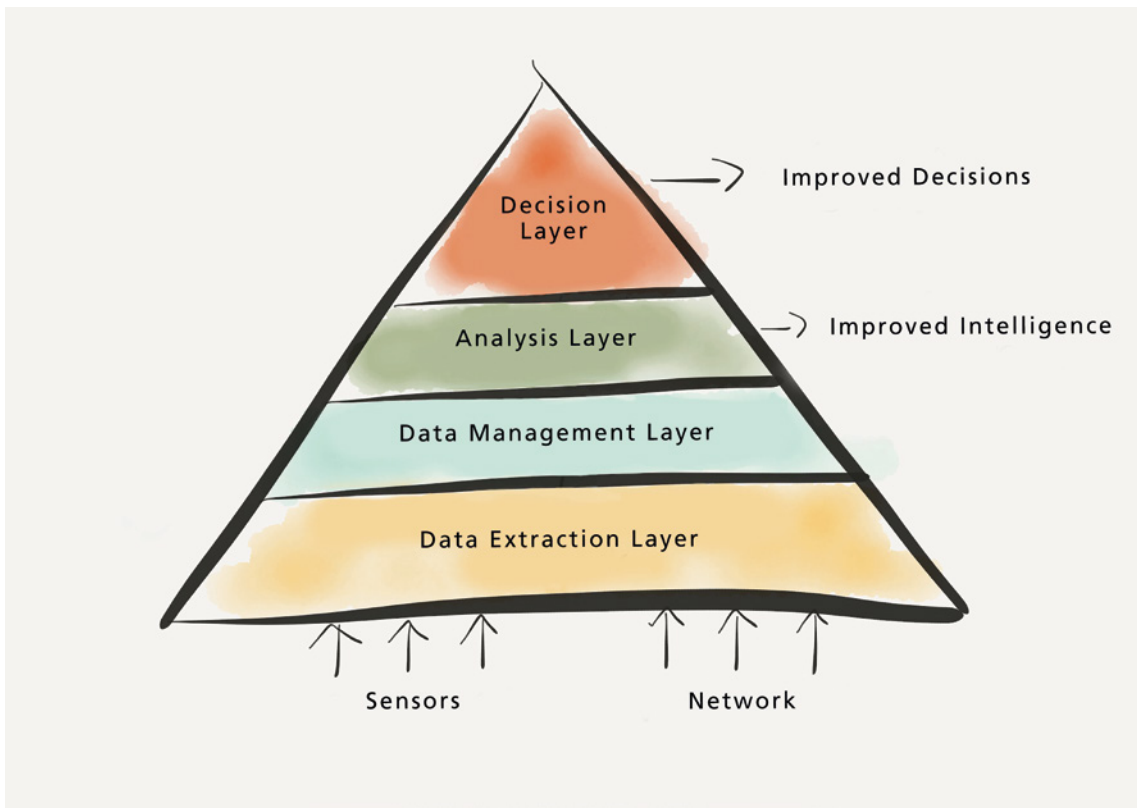 Decision
Layer
Improved Decisions
Analysis Layer
Improved Intelligence
Data Management Layer
Data Extraction Layer
Sensors
Network